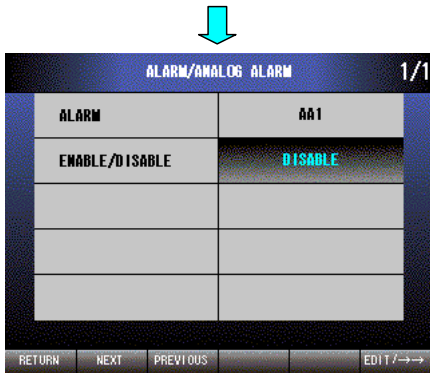 ALARM/ANALOG ALARM 1/1
ALARM AA1
ENABLE/DISABLE DISABLE
RETURN NEXT PREVIOUS EDIT/→→